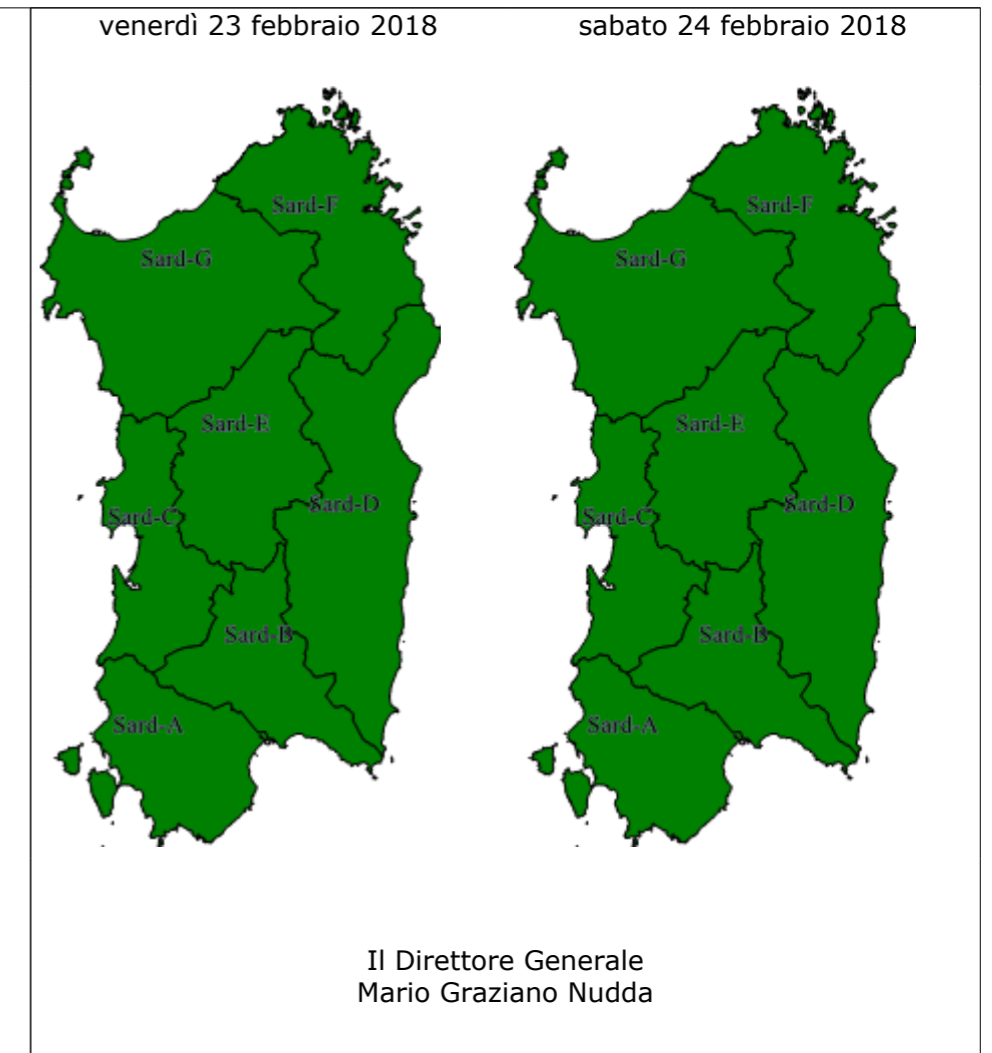 venerdì 23 febbraio 2018
sabato 24 febbraio 2018
Sard-F
Sard-G
Sard-E
Sard-D
Sard-C
Sard-B
Sard-A
Sard-F
Sard-G
Sard-E
Sard-D
Sard-C
Sard-B
Sard-A
Il Direttore Generale
Mario Graziano Nudda